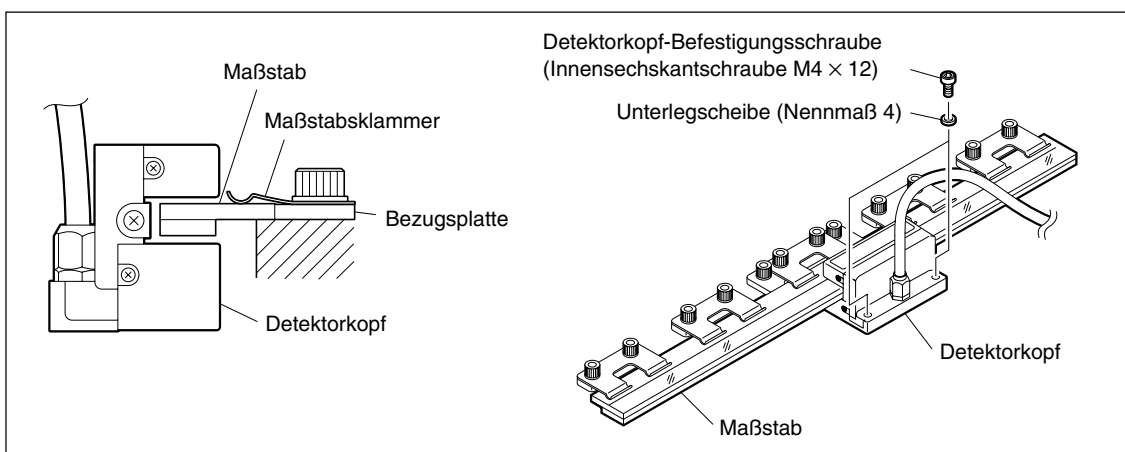 Maßstab
Maßstabsklammer
Bezugsplatte
Detektorkopf
Detektorkopf-Befestigungsschraube
(Innensechskantschraube M4 × 12)
Unterlegscheibe (Nennmaß 4)
Detektorkopf
Maßstab